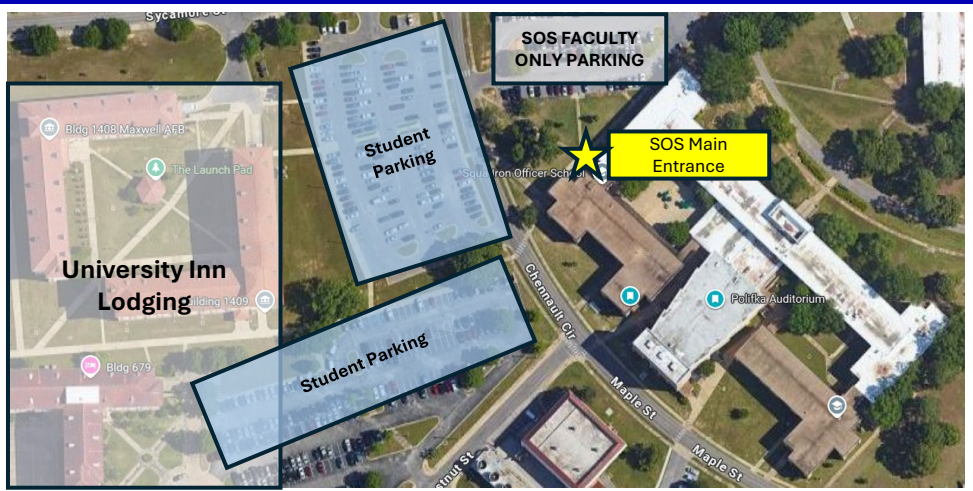 Sycamore St
SOS FACULTY
ONLY PARKING
Bldg 1408 Maxwell AFB
Student
Parking
SOS Main
Entrance
The Launch Pad
Squadron Officer School
University Inn
Lodging
Building 1409
Chennault Cir
Polifka Auditorium
Student Parking
Bldg 679
Maple St
Maple St